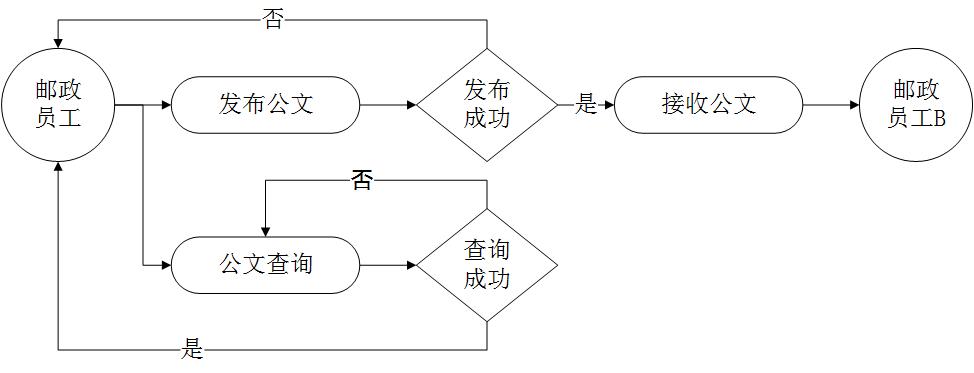 否
邮政
员工
发布公文
发布
成功
是
接收公文
邮政
员工B
否
公文查询
查询
成功
是